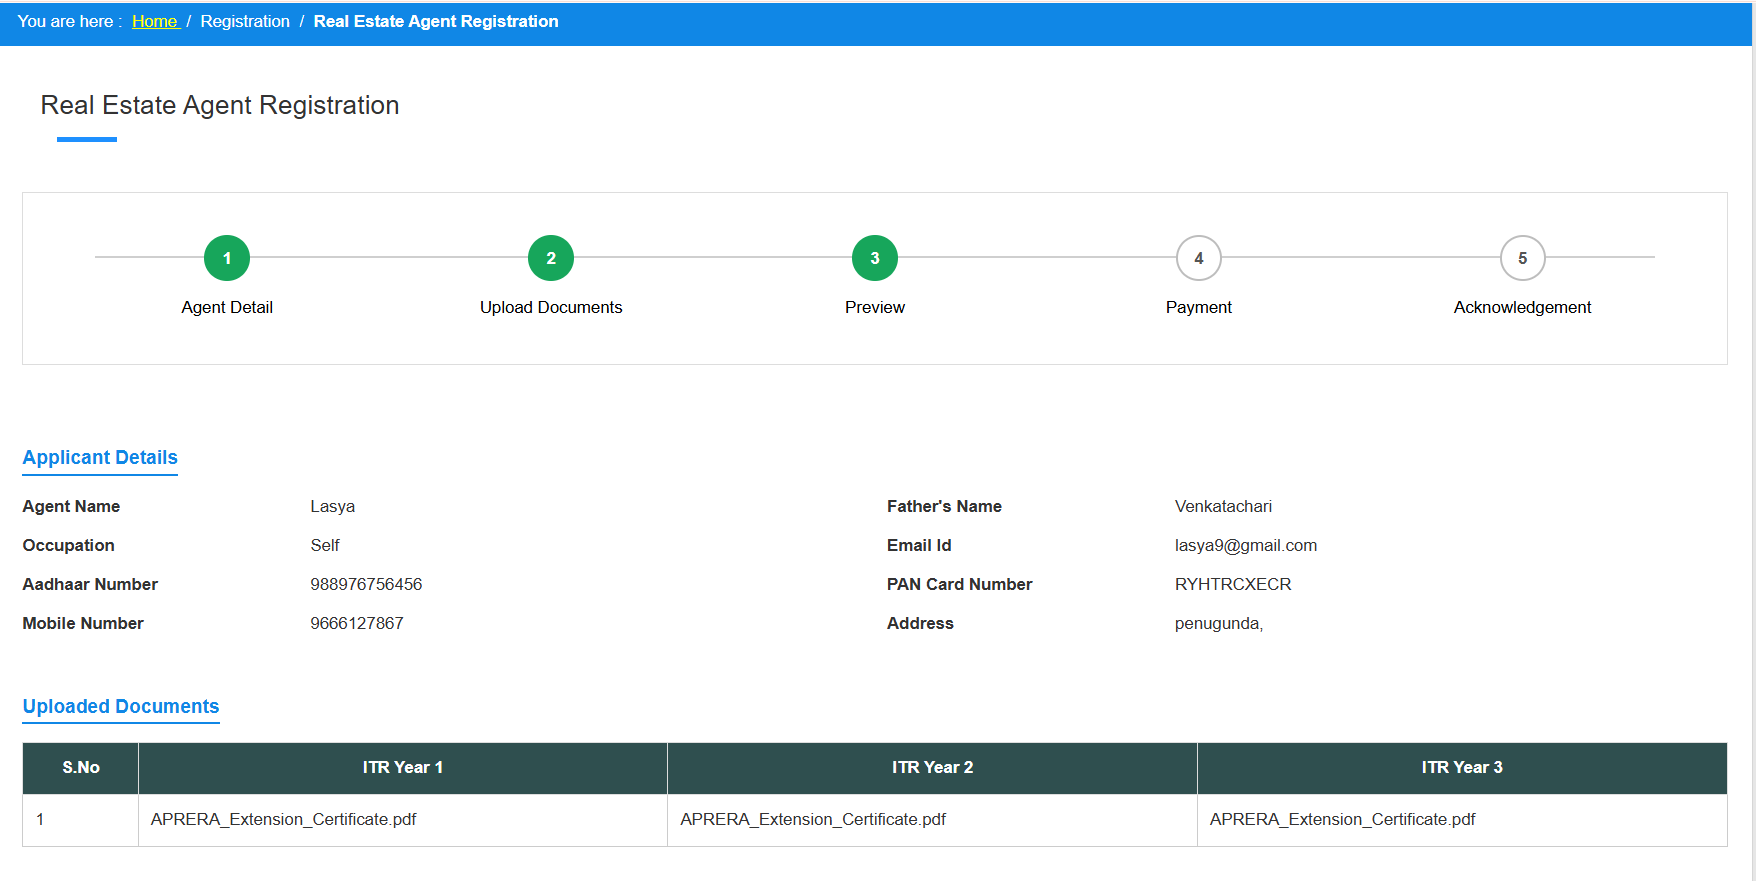 You are here : Home / Registration / Real Estate Agent Registration
Real Estate Agent Registration
1 2 3 4 5
Agent Detail Upload Documents Preview Payment Acknowledgement
Applicant Details
Agent Name Lasya Father's Name Venkatachari
Occupation Self Email Id lasya9@gmail.com
Aadhaar Number 988976756456 PAN Card Number RYHTRCXECR
Mobile Number 9666127867 Address penugunda,
Uploaded Documents
S.No ITR Year 1 ITR Year 2 ITR Year 3
1 APRERA_Extension_Certificate.pdf APRERA_Extension_Certificate.pdf APRERA_Extension_Certificate.pdf